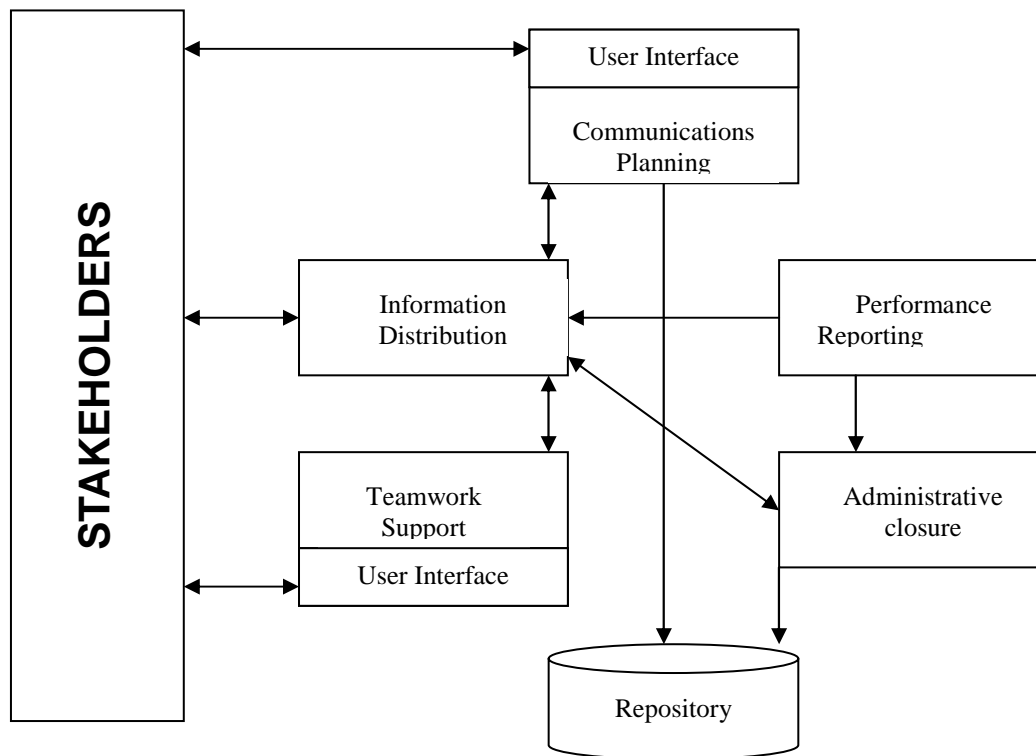 STAKEHOLDERS
User Interface
Communications
Planning
Information
Distribution
Performance
Reporting
Teamwork
Support
User Interface
Administrative
closure
Repository